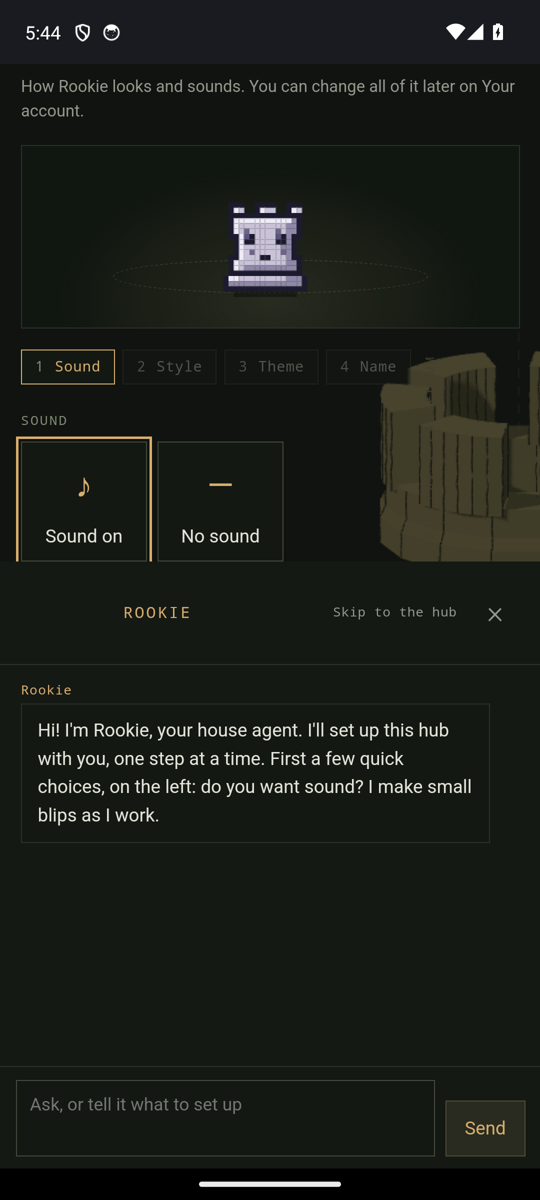 5:44
How Rookie looks and sounds. You can change all of it later on Your
account.
1 Sound
2 Style
3 Theme
4 Name
SOUND
Sound on
No sound
ROOKIE
Skip to the hub
Rookie
Hi! I'm Rookie, your house agent. I'll set up this hub
with you, one step at a time. First a few quick
choices, on the left: do you want sound? I make small
blips as I work.
Ask, or tell it what to set up
Send